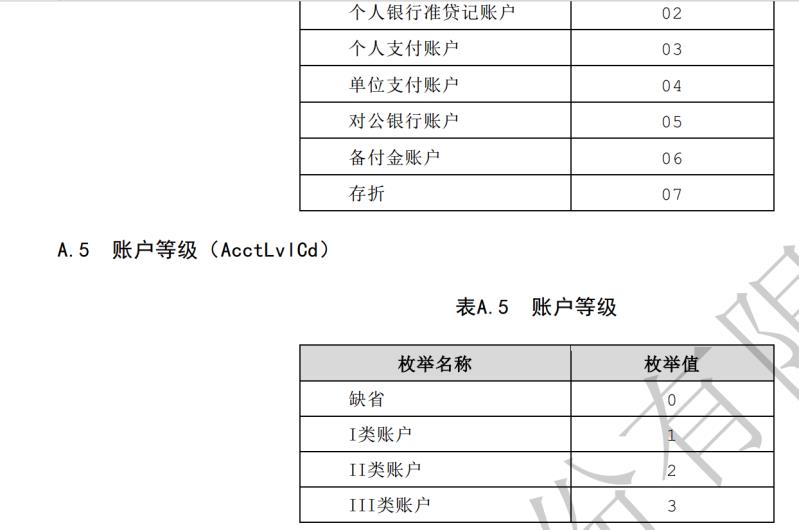 个人银行准贷记账户 02
个人支付账户 03
单位支付账户 04
对公银行账户 05
备付金账户 06
存折 07
A.5 账户等级（AcctLvlCd）
表A.5 账户等级
枚举名称 枚举值
缺省 0
I类账户 1
II类账户 2
III类账户 3
份有限